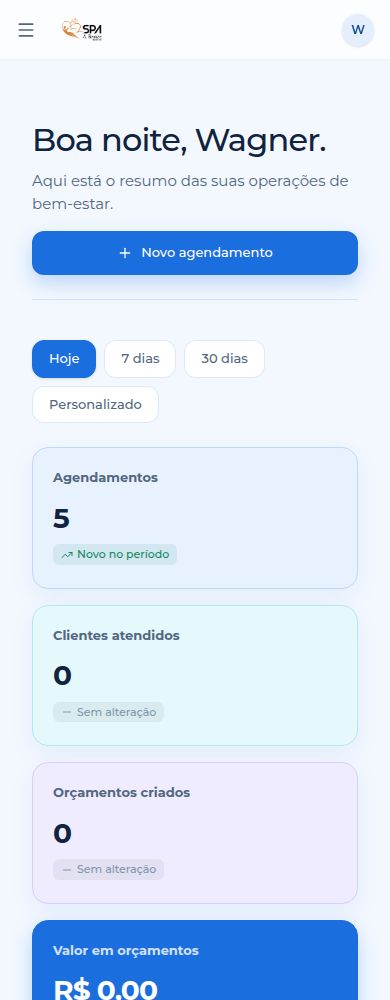 SPA
W
Boa noite, Wagner.
Aqui está o resumo das suas operações de
bem-estar.
Novo agendamento
Hoje
7 dias
30 dias
Personalizado
Agendamentos
5
Novo no período
Clientes atendidos
0
Sem alteração
Orçamentos criados
0
Sem alteração
Valor em orçamentos
R$ 0,00